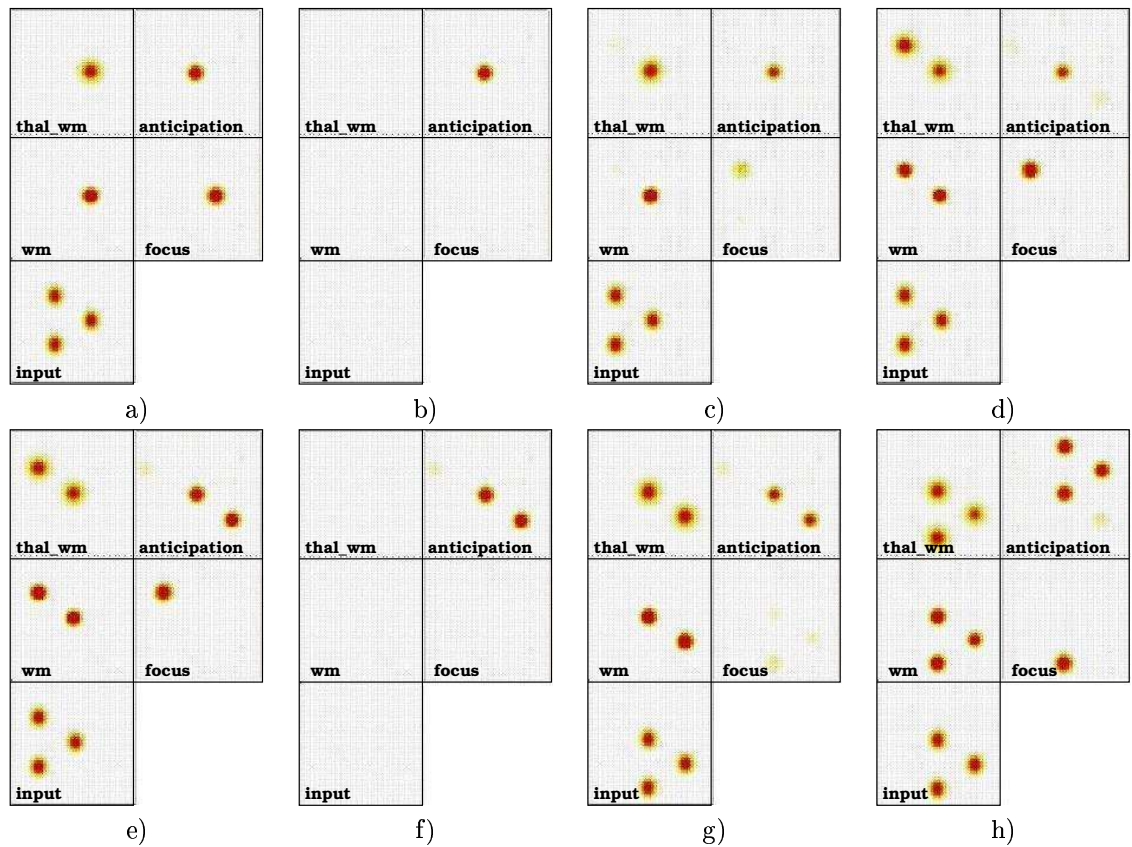 thal_wm anticipation thal_wm anticipation thal_wm anticipation thal_wm anticipation
wm focus wm focus wm focus wm focus
input input input input
a) b) c) d)
thal_wm anticipation thal_wm anticipation thal_wm anticipation thal_wm anticipation
wm focus wm focus wm focus wm focus
input input input input
e) f) g) h)